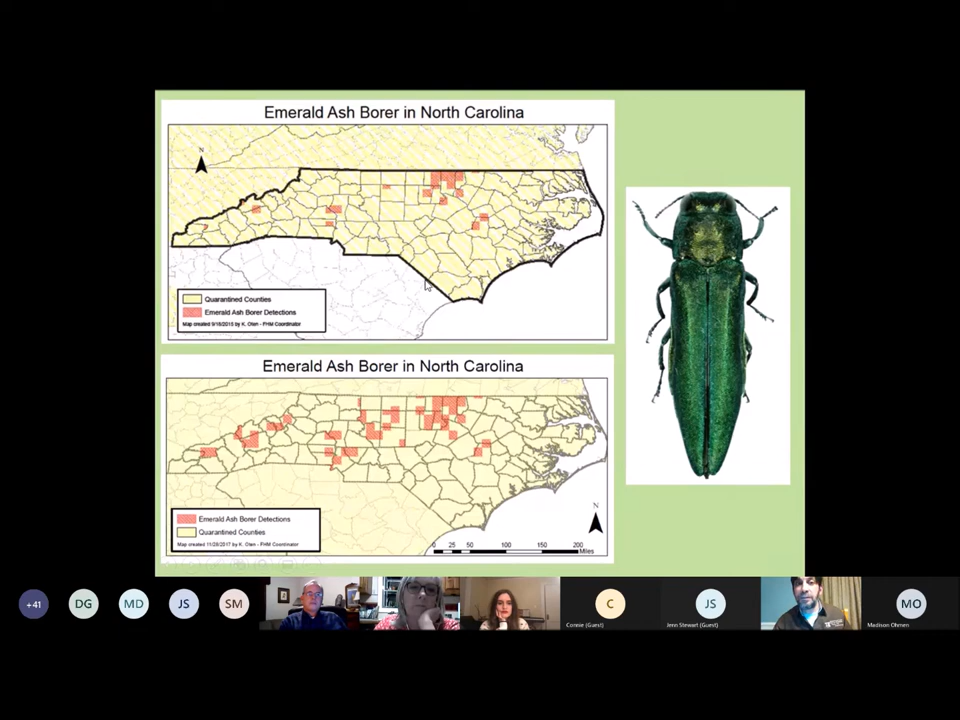 Emerald Ash Borer in North Carolina
N
Quarantined Counties
Emerald Ash Borer Detections
Map created 9/16/2015 by K. Oten - FHM Coordinator
Emerald Ash Borer in North Carolina
Emerald Ash Borer Detections
Quarantined Counties
Map created 11/28/2017 by K. Oten - FHM Coordinator
N
0 25 50 100 150 200
Miles
+41
DG
MD
JS
SM
C
Connie (Guest)
JS
Jenn Stewart (Guest)
MO
Madison Ohmen